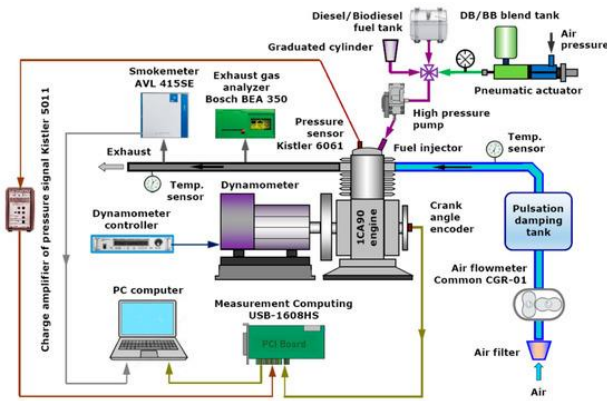 Diesel/Biodiesel
fuel tank
DB/BB blend tank
Graduated cylinder
Air
pressure
Pneumatic actuator
Smokemeter
AVL 415SE
Exhaust gas
analyzer
Bosch BEA 350
High pressure
pump
Pressure
sensor
Kistler 6061
Fuel injector
Temp.
sensor
Exhaust
Temp.
sensor
Dynamometer
Charge amplifier of pressure signal Kistler 5011
Dynamometer
controller
1CA90
engine
Crank
angle
encoder
Pulsation
damping
tank
Air flowmeter
Common CGR-01
PC computer
Measurement Computing
USB-1608HS
PCI Board
Air filter
Air